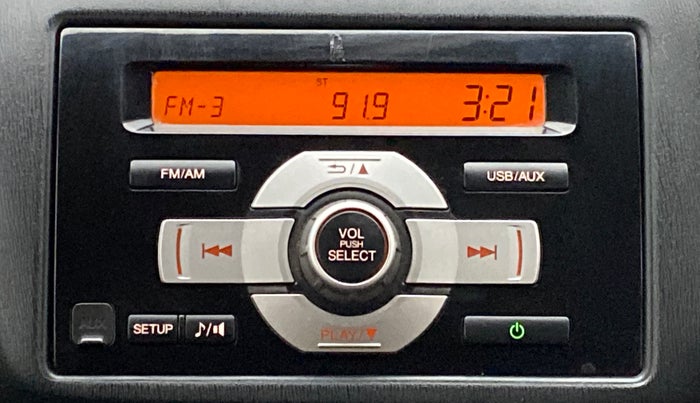 ST
FM-3 91.9 3:21
FM/AM
USB/AUX
VOL
PUSH
SELECT
AUX
SETUP
PLAY/▼